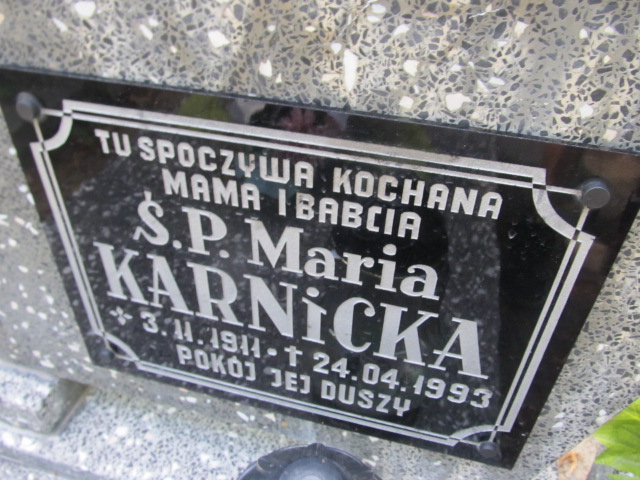 TU SPOCZYWA KOCHANA
MAMA I BABCIA
Ś.P. Maria
KARNiCKA
* 3.11.1911 • † 24.04.1993
POKÓJ JEJ DUSZY